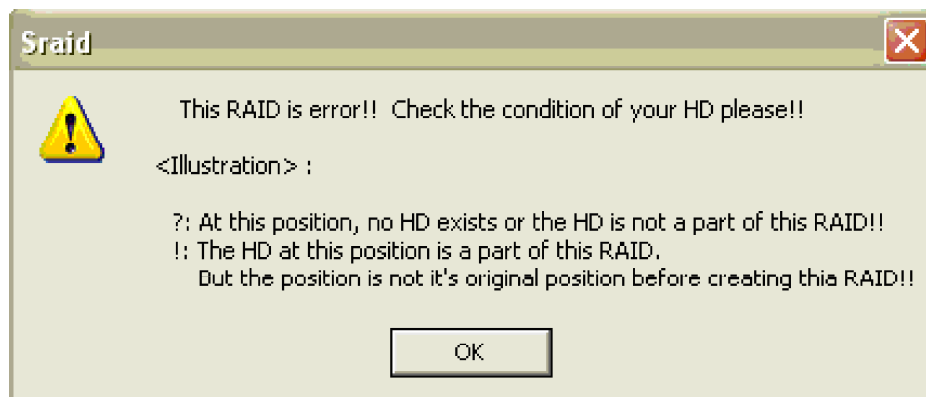 Sraid
This RAID is error!! Check the condition of your HD please!!
<Illustration> :
?: At this position, no HD exists or the HD is not a part of this RAID!!
!: The HD at this position is a part of this RAID.
But the position is not it's original position before creating thia RAID!!
OK